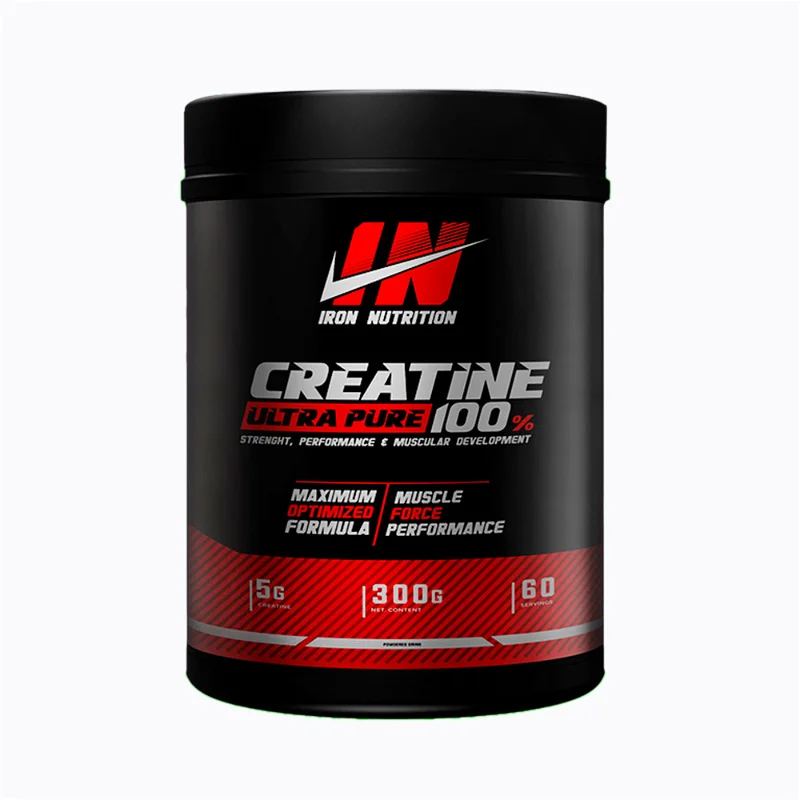 IN
IRON NUTRITION
CREATINE
ULTRA PURE 100%
STRENGHT, PERFORMANCE & MUSCULAR DEVELOPMENT
MAXIMUM
OPTIMIZED
FORMULA
MUSCLE
FORCE
PERFORMANCE
5G
CREATINE
300G
NET. CONTENT
60
SERVINGS
POWDERED DRINK